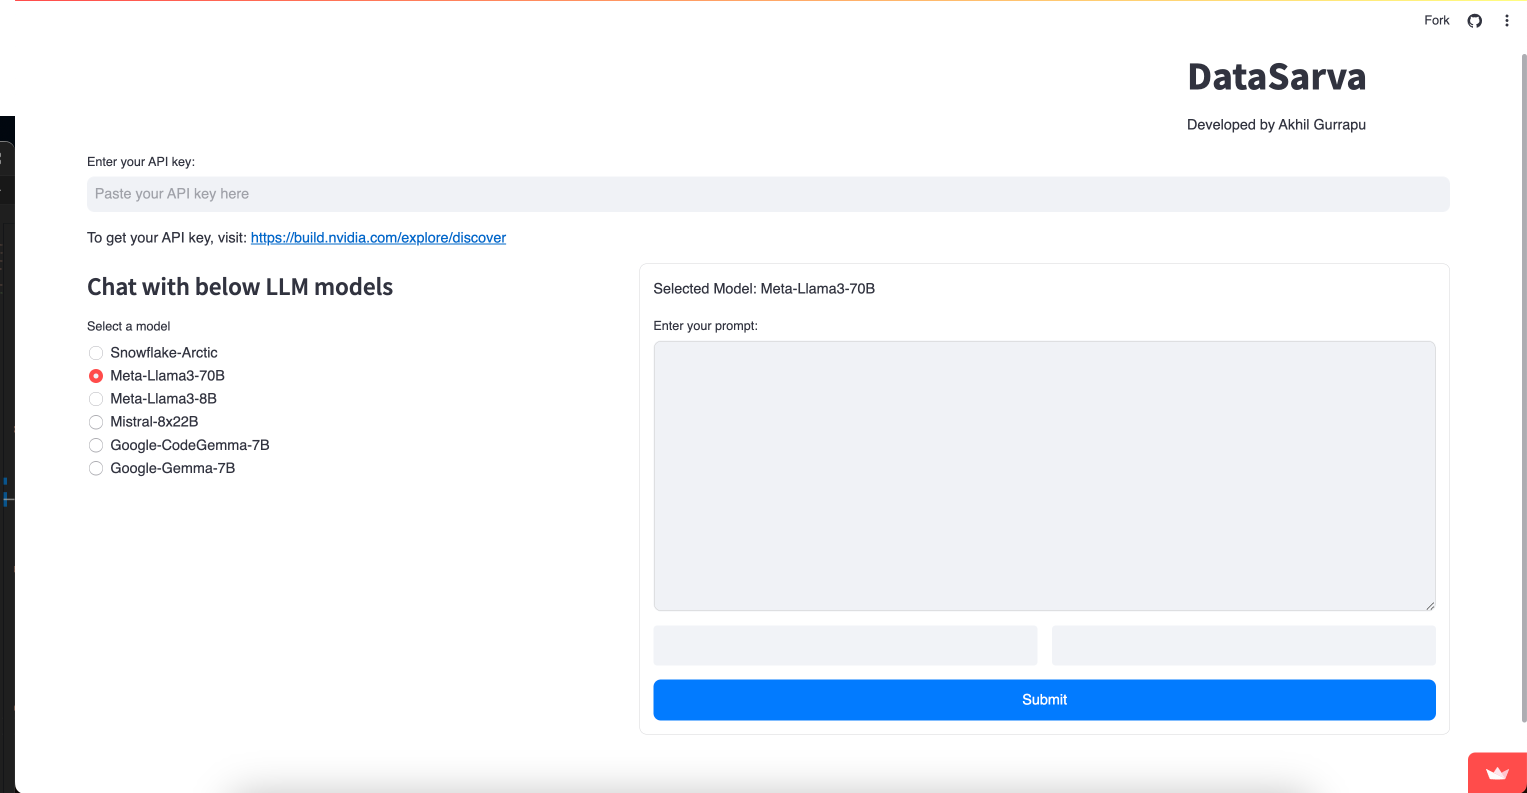 Fork
DataSarva
Developed by Akhil Gurrapu
Enter your API key:
Paste your API key here
To get your API key, visit: https://build.nvidia.com/explore/discover
Chat with below LLM models
Select a model
Snowflake-Arctic
Meta-Llama3-70B
Meta-Llama3-8B
Mistral-8x22B
Google-CodeGemma-7B
Google-Gemma-7B
Selected Model: Meta-Llama3-70B
Enter your prompt:
Submit